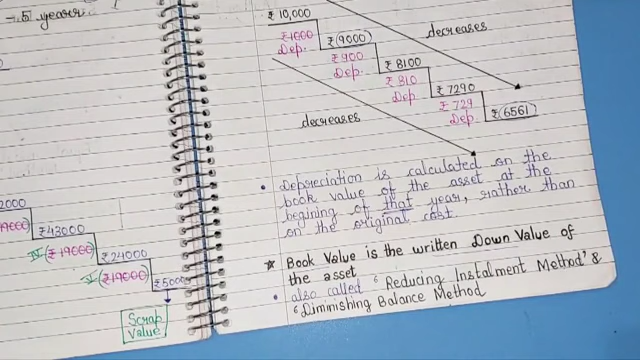 - 5 years
2000
19000)
₹43000
IV (₹19000)
₹24000
V (₹19000)
₹5000
Scrap
Value
₹ 10,000
₹1000
Dep.
₹(9000)
₹900
Dep.
₹ 8100
₹ 810
Dep
₹ 7290
₹ 729
Dep.
₹(6561)
decreases
decreases
• Depreciation is calculated on the
book value of the asset at the
begining of that year, rather than
on the original cost.
★ Book Value is the written Down Value of
the asset
• also called ' Reducing Instalment Method' &
' Diminishing Balance Method